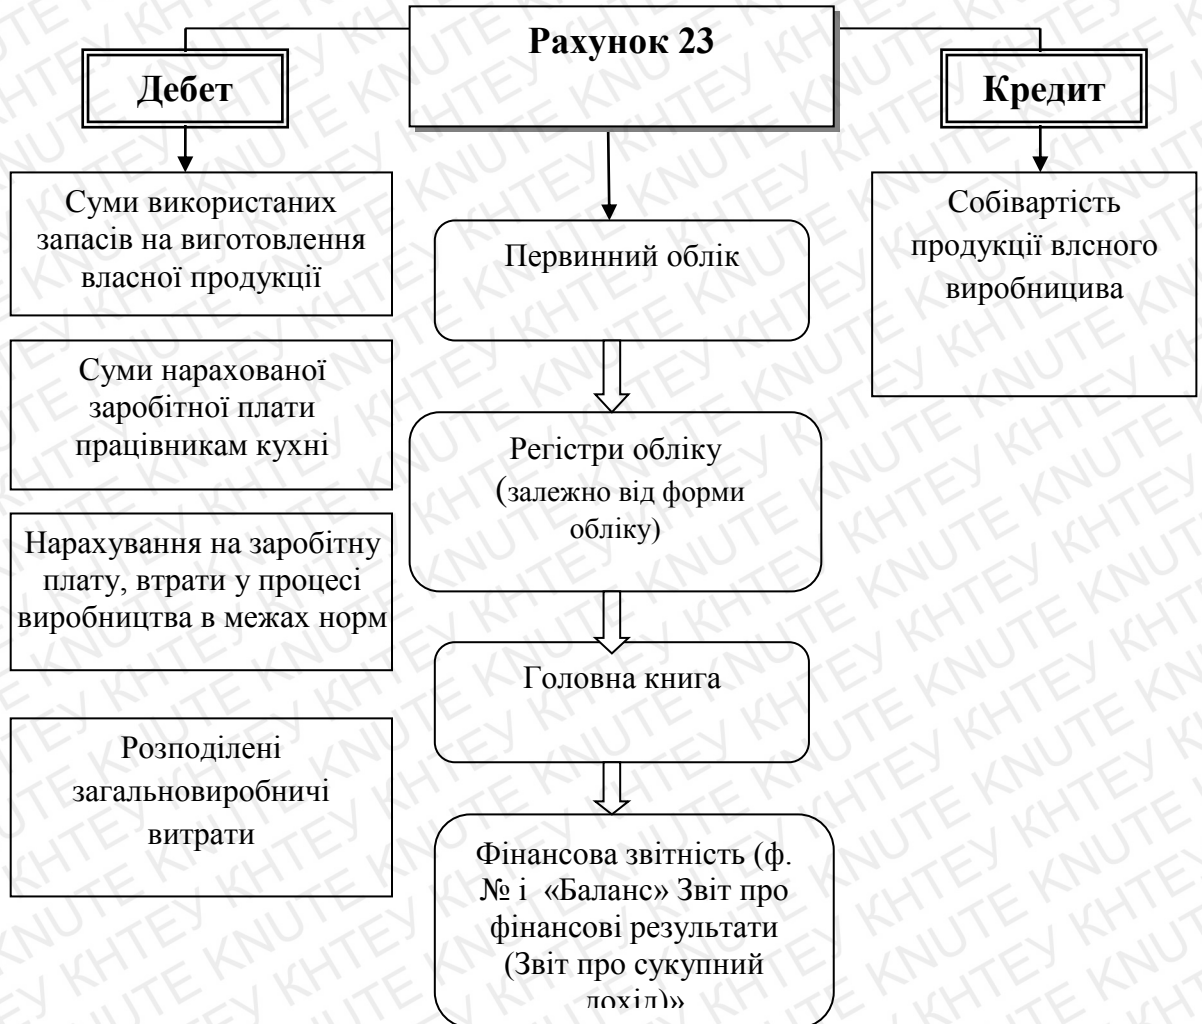 Рахунок 23
Дебет
Кредит
Суми використаних
запасів на виготовлення
власної продукції
Суми нарахованої
заробітної плати
працівникам кухні
Нарахування на заробітну
плату, втрати у процесі
виробництва в межах норм
Розподілені
загальновиробничі
витрати
Первинний облік
Регістри обліку
(залежно від форми
обліку)
Головна книга
Фінансова звітність (ф.
№ і «Баланс» Звіт про
фінансові результати
(Звіт про сукупний
дохід)»
Собівартість
продукції влсного
виробницива